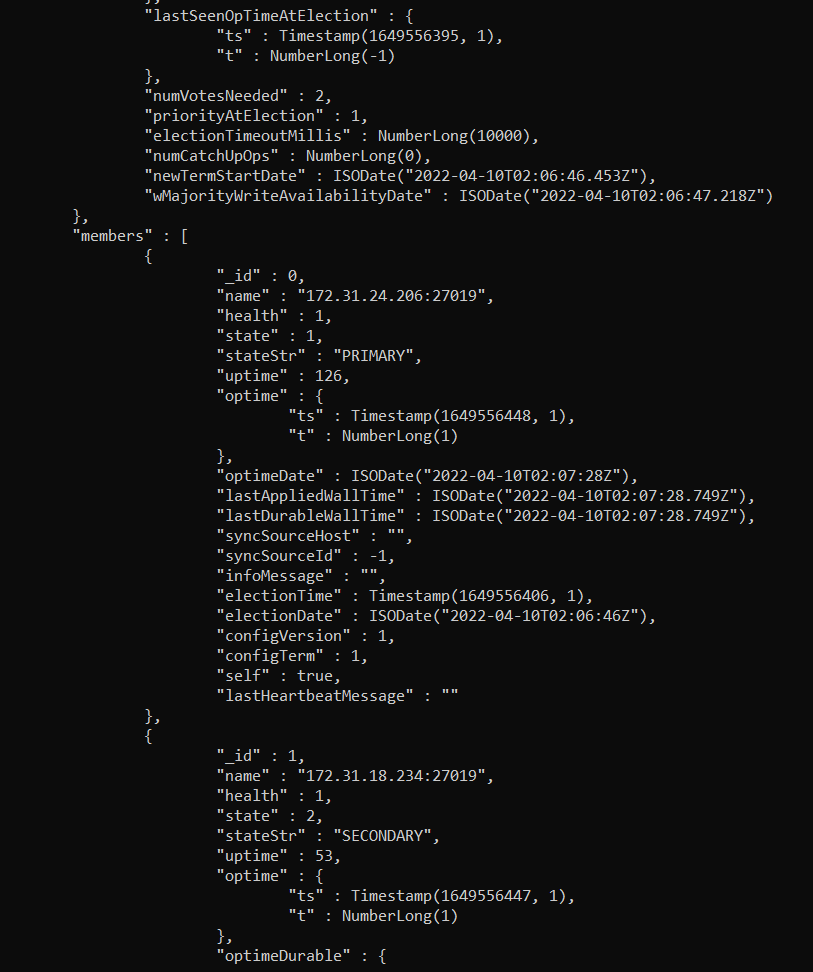 },
"lastSeenOpTimeAtElection" : {
"ts" : Timestamp(1649556395, 1),
"t" : NumberLong(-1)
},
"numVotesNeeded" : 2,
"priorityAtElection" : 1,
"electionTimeoutMillis" : NumberLong(10000),
"numCatchUpOps" : NumberLong(0),
"newTermStartDate" : ISODate("2022-04-10T02:06:46.453Z"),
"wMajorityWriteAvailabilityDate" : ISODate("2022-04-10T02:06:47.218Z")
},
"members" : [
{
"_id" : 0,
"name" : "172.31.24.206:27019",
"health" : 1,
"state" : 1,
"stateStr" : "PRIMARY",
"uptime" : 126,
"optime" : {
"ts" : Timestamp(1649556448, 1),
"t" : NumberLong(1)
},
"optimeDate" : ISODate("2022-04-10T02:07:28Z"),
"lastAppliedWallTime" : ISODate("2022-04-10T02:07:28.749Z"),
"lastDurableWallTime" : ISODate("2022-04-10T02:07:28.749Z"),
"syncSourceHost" : "",
"syncSourceId" : -1,
"infoMessage" : "",
"electionTime" : Timestamp(1649556406, 1),
"electionDate" : ISODate("2022-04-10T02:06:46Z"),
"configVersion" : 1,
"configTerm" : 1,
"self" : true,
"lastHeartbeatMessage" : ""
},
{
"_id" : 1,
"name" : "172.31.18.234:27019",
"health" : 1,
"state" : 2,
"stateStr" : "SECONDARY",
"uptime" : 53,
"optime" : {
"ts" : Timestamp(1649556447, 1),
"t" : NumberLong(1)
},
"optimeDurable" : {